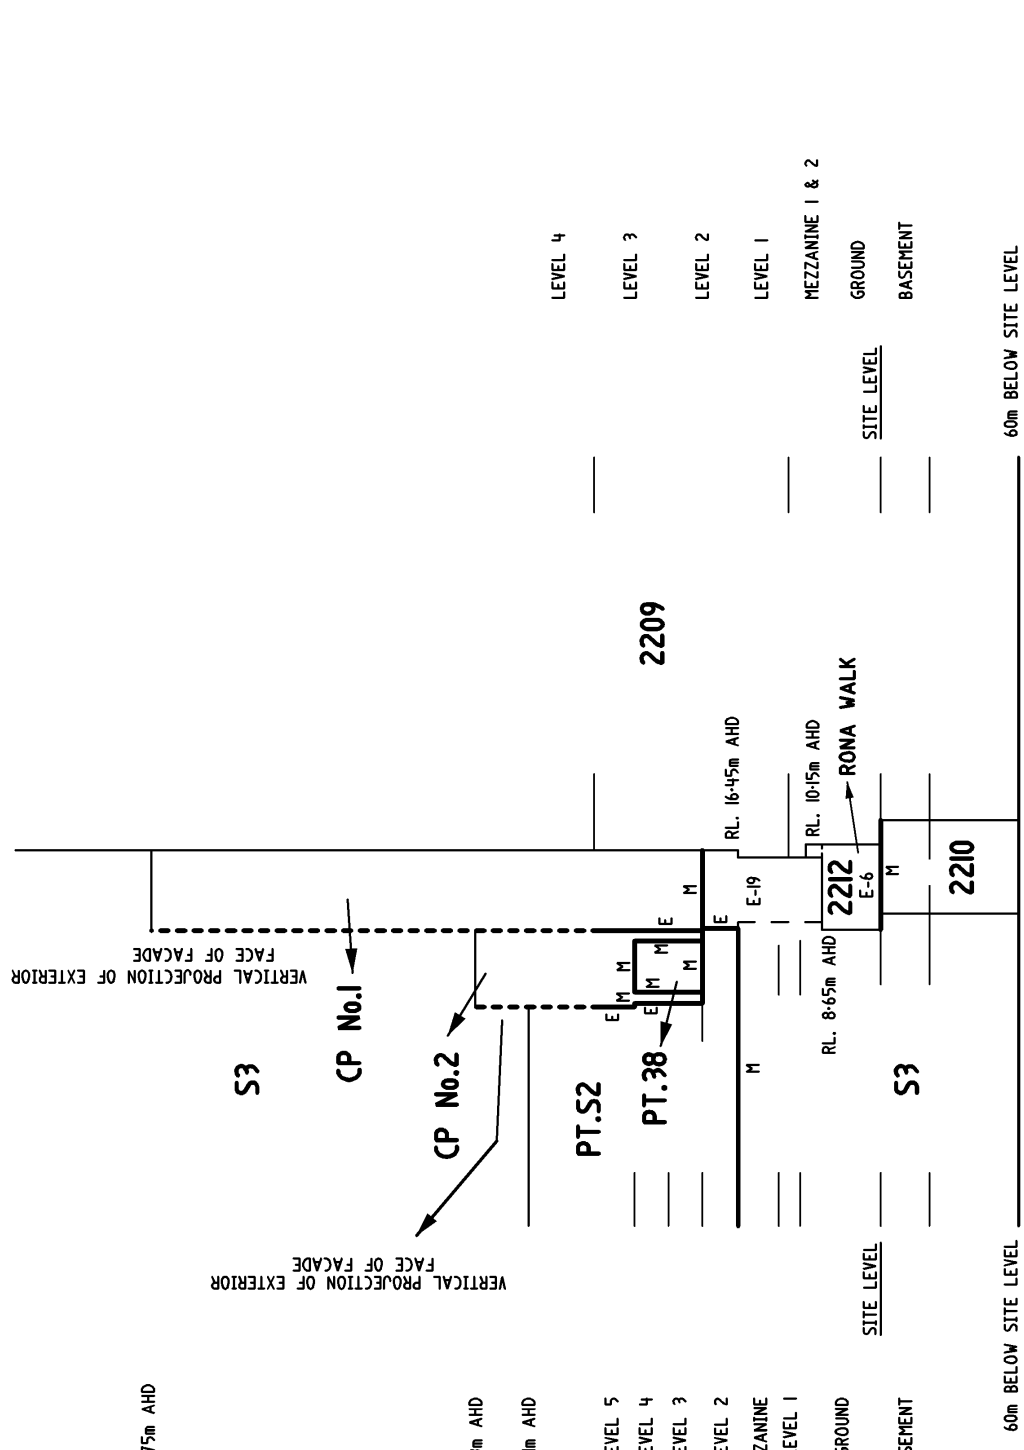 LEVEL 4
LEVEL 3
LEVEL 2
LEVEL 1
MEZZANINE 1 & 2
GROUND
BASEMENT
SITE LEVEL
60m BELOW SITE LEVEL
2209
RL. 16·45m AHD
RL. 10·15m AHD
RONA WALK
VERTICAL PROJECTION OF EXTERIOR
FACE OF FACADE
M
E
E
E-19
2212
E-6
M
2210
M
M
M
M
M
E
E
RL. 8·65m AHD
S3
CP No.1
CP No.2
PT.S2
PT.38
M
S3
VERTICAL PROJECTION OF EXTERIOR
FACE OF FACADE
SITE LEVEL
60m BELOW SITE LEVEL
75m AHD
m AHD
m AHD
EVEL 5
EVEL 4
EVEL 3
EVEL 2
ZZANINE
EVEL 1
ROUND
SEMENT